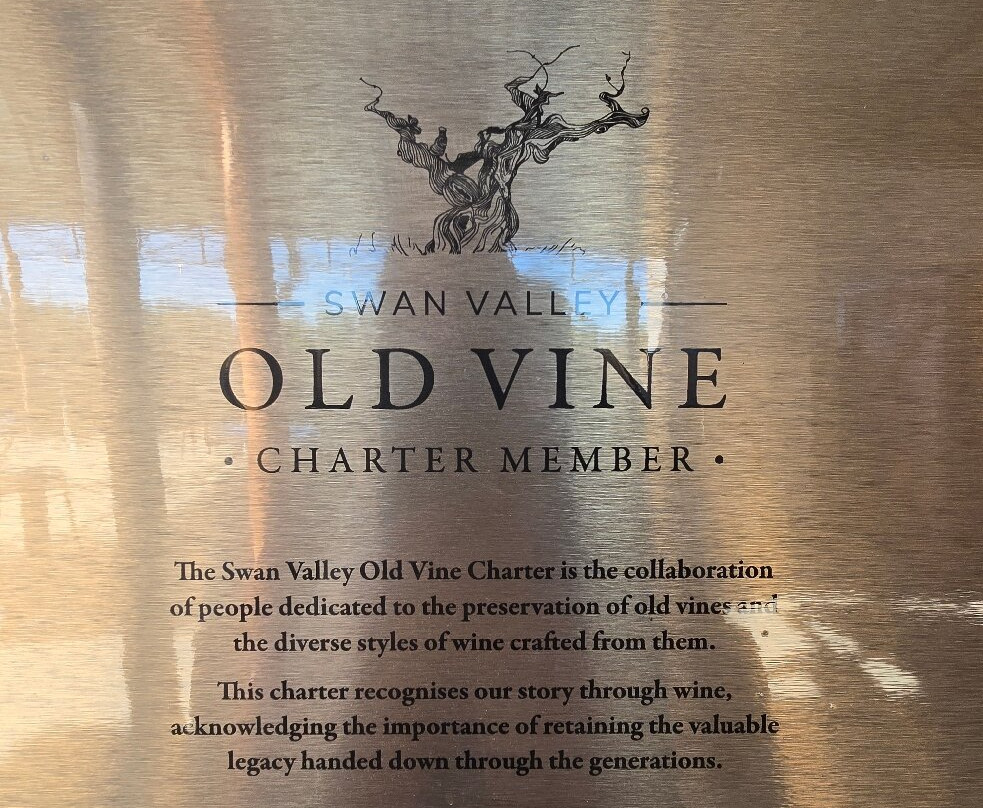 SWAN VALLEY
OLD VINE
• CHARTER MEMBER •
The Swan Valley Old Vine Charter is the collaboration
of people dedicated to the preservation of old vines and
the diverse styles of wine crafted from them.
This charter recognises our story through wine,
acknowledging the importance of retaining the valuable
legacy handed down through the generations.